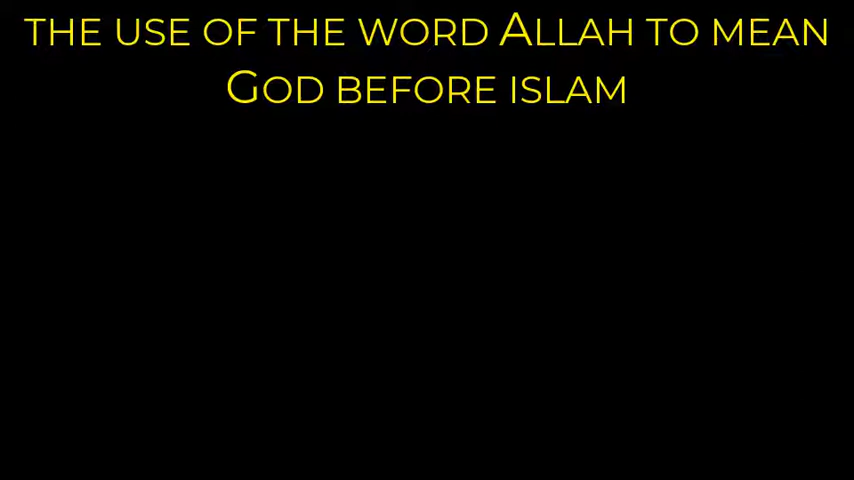 THE USE OF THE WORD ALLAH TO MEAN
GOD BEFORE ISLAM